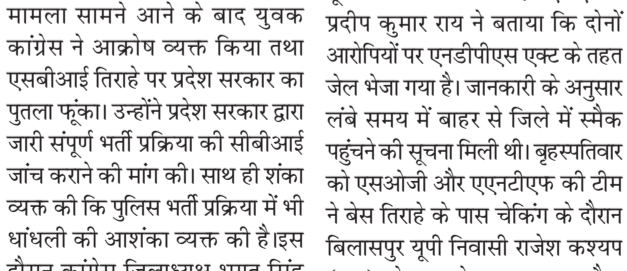 मामला सामने आने के बाद युवक
कांग्रेस ने आक्रोष व्यक्त किया तथा
एसबीआई तिराहे पर प्रदेश सरकार का
पुतला फूंका। उन्होंने प्रदेश सरकार द्वारा
जारी संपूर्ण भर्ती प्रक्रिया की सीबीआई
जांच कराने की मांग की। साथ ही शंका
व्यक्त की कि पुलिस भर्ती प्रक्रिया में भी
धांधली की आशंका व्यक्त की है।इस
दौरान कांग्रेस जिलाध्यक्ष भगत सिंह
प्रदीप कुमार राय ने बताया कि दोनों
आरोपियों पर एनडीपीएस एक्ट के तहत
जेल भेजा गया है। जानकारी के अनुसार
लंबे समय में बाहर से जिले में स्मैक
पहुंचने की सूचना मिली थी। बृहस्पतिवार
को एसओजी और एएनटीएफ की टीम
ने बेस तिराहे के पास चेकिंग के दौरान
बिलासपुर यूपी निवासी राजेश कश्यप